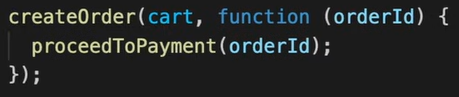 createOrder(cart, function (orderId) {
  proceedToPayment(orderId);
});